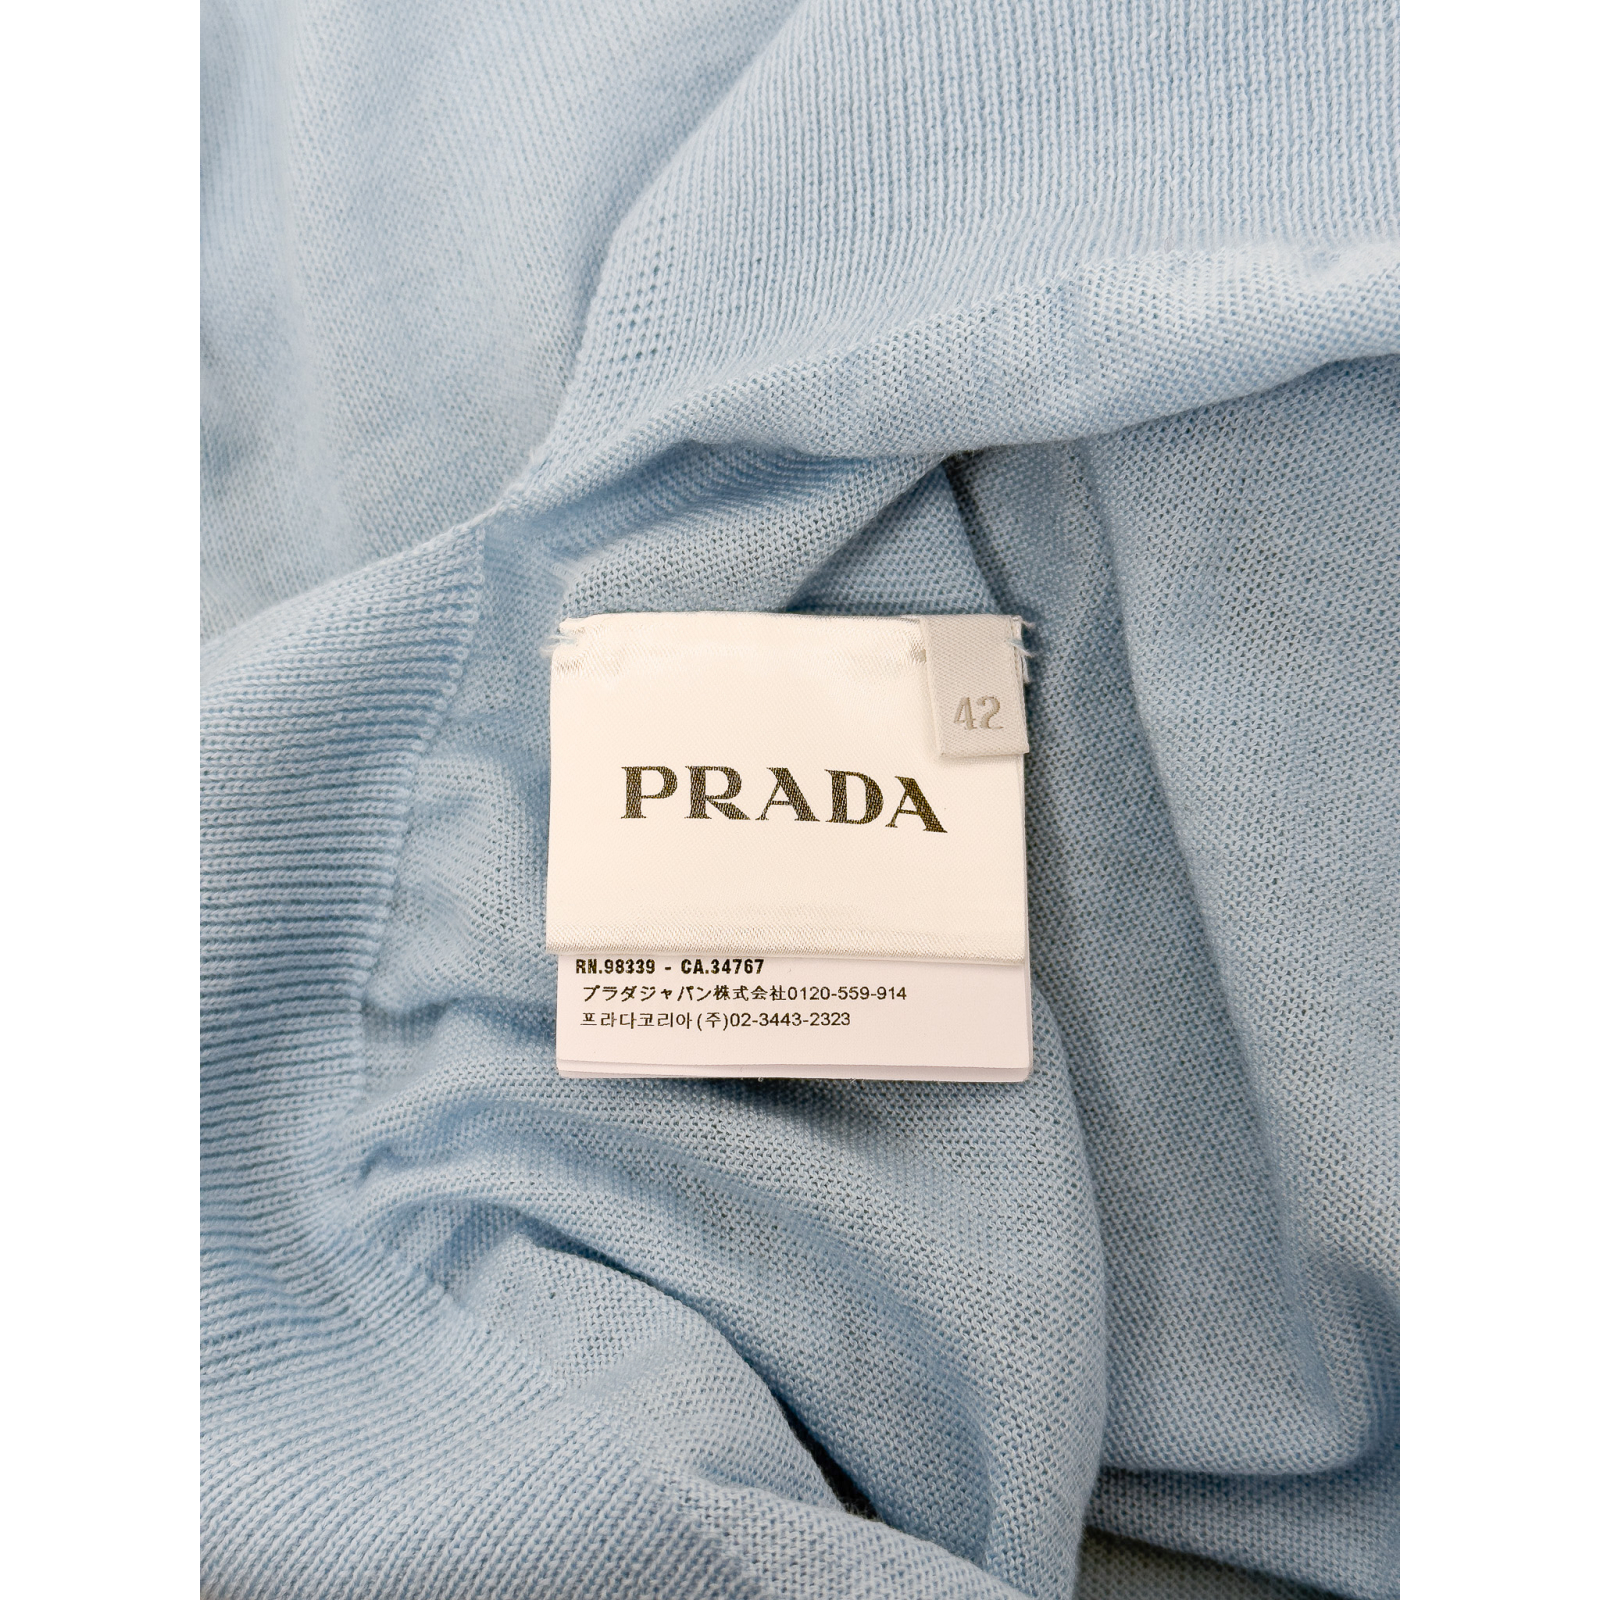 42
PRADA
RN.98339 - CA.34767
プラダジャパン株式会社0120-559-914
프라다코리아(주)02-3443-2323